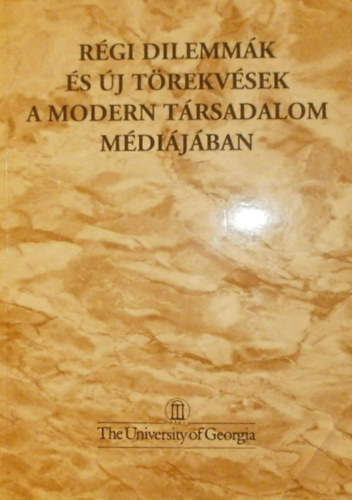 RÉGI DILEMMÁK
ÉS ÚJ TÖREKVÉSEK
A MODERN TÁRSADALOM
MÉDIÁJÁBAN
The University of Georgia